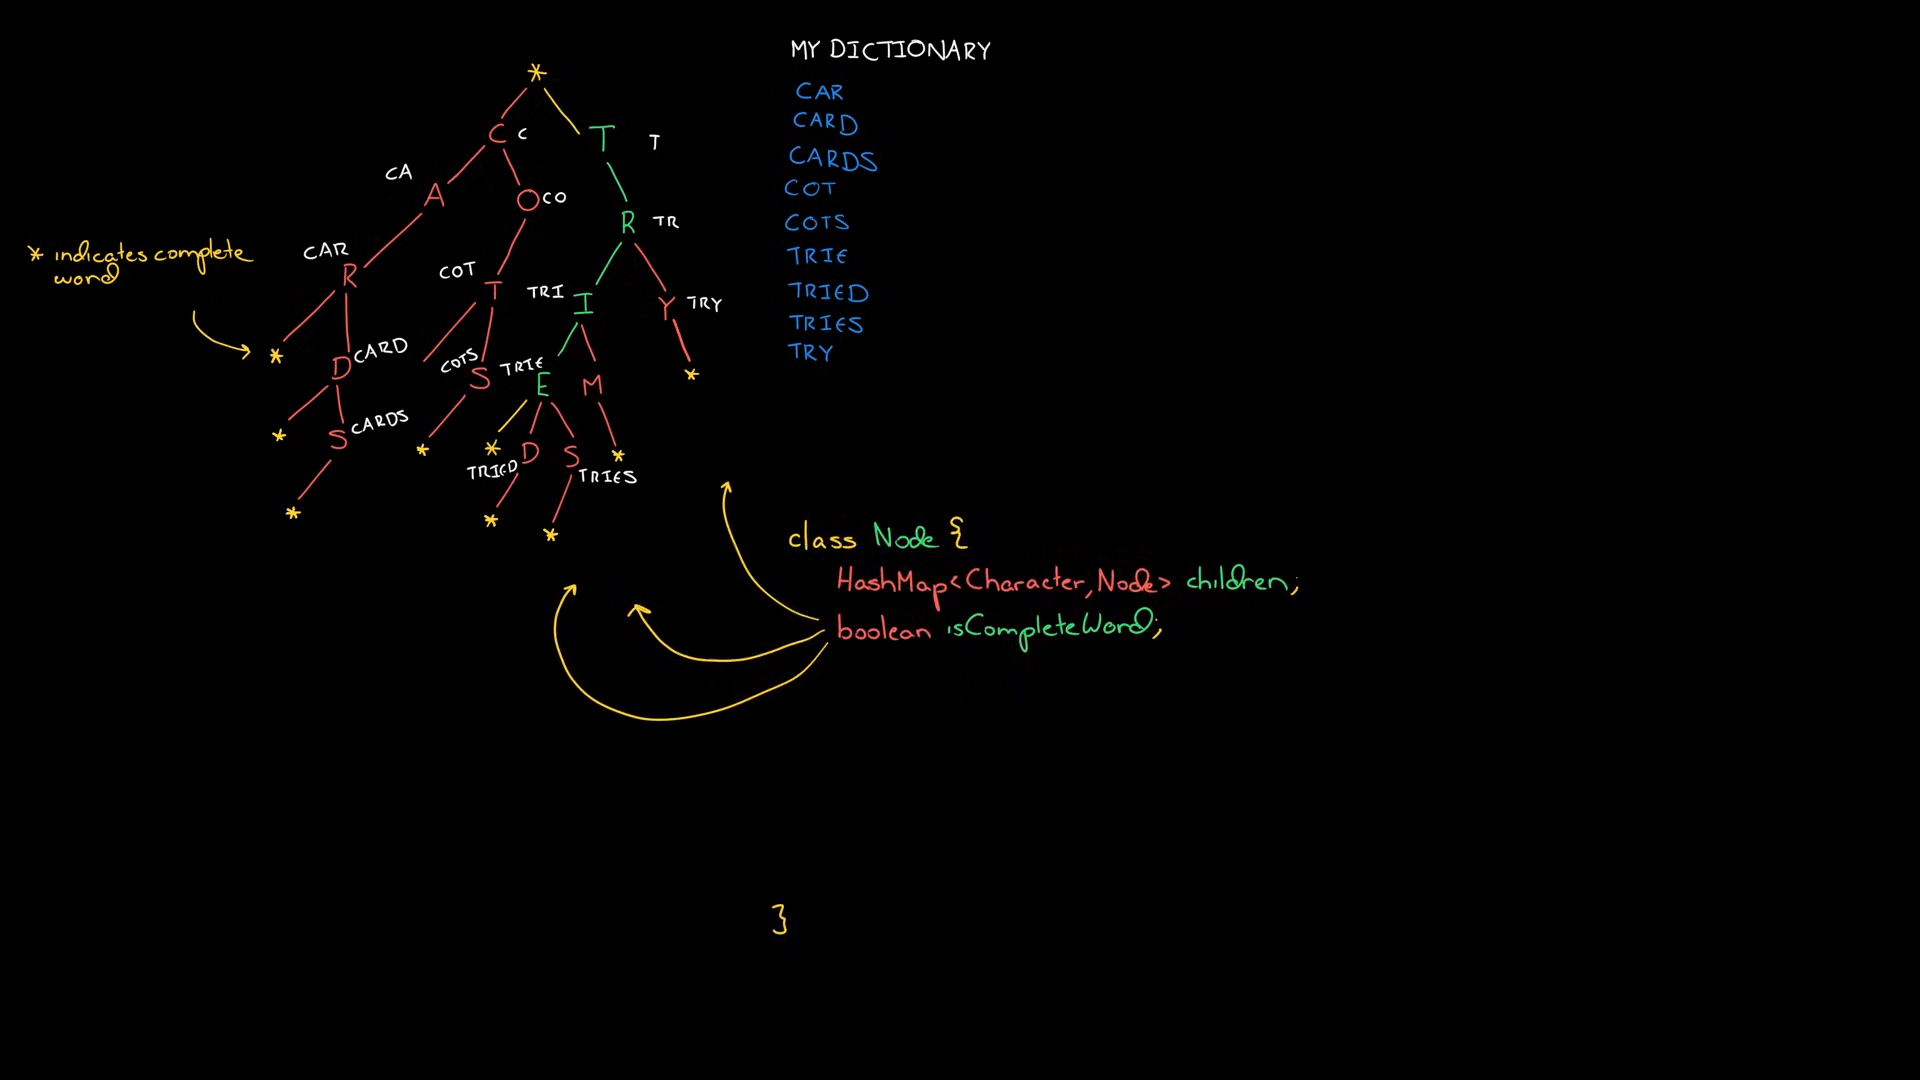 MY DICTIONARY
CAR
CARD
CARDS
COT
COTS
TRIE
TRIED
TRIES
TRY
*
C C
T T
CA
A
O CO
R TR
* indicates complete
word
CAR
R
COT
T
TRI I
Y TRY
*
D CARD
COTS
S
TRIE
E
M
*
*
S CARDS
*
*
D
S
*
TRIED
TRIES
*
*
*
class Node {
HashMap<Character,Node> children;
boolean isCompleteWord;
}